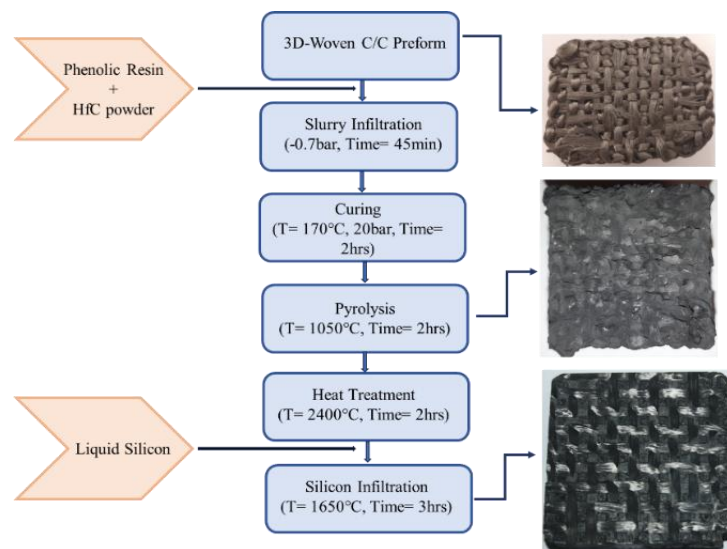 3D-Woven C/C Preform
Phenolic Resin
+
HfC powder
Slurry Infiltration
(-0.7bar, Time= 45min)
Curing
(T= 170°C, 20bar, Time=
2hrs)
Pyrolysis
(T= 1050°C, Time= 2hrs)
Heat Treatment
(T= 2400°C, Time= 2hrs)
Liquid Silicon
Silicon Infiltration
(T= 1650°C, Time= 3hrs)